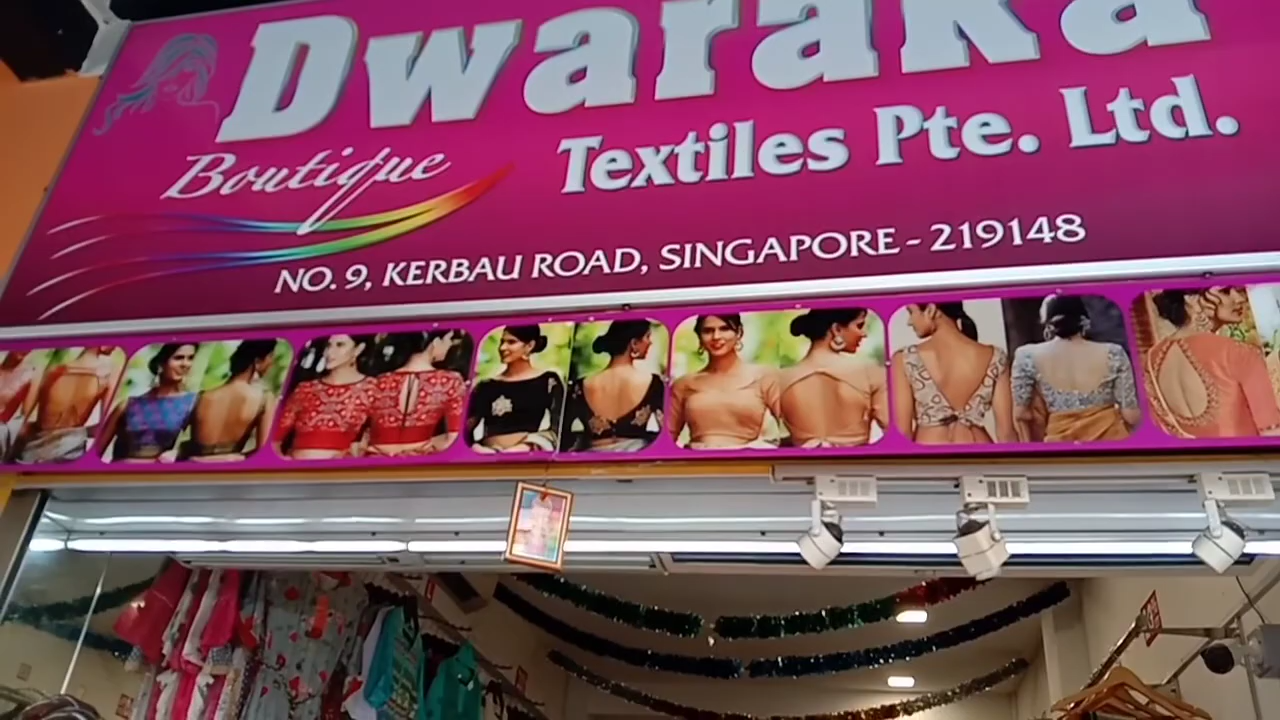 Dwaraka
Boutique
Textiles Pte. Ltd.
NO. 9, KERBAU ROAD, SINGAPORE - 219148